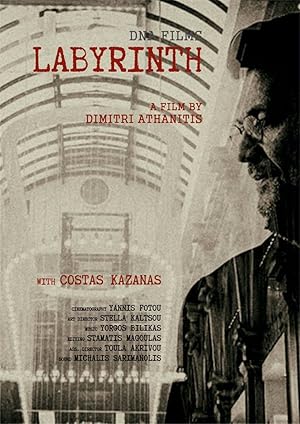 DNA FILMS
LABYRINTH
A FILM BY
DIMITRI ATHANITIS
WITH COSTAS KAZANAS
CINEMATOGRAPHY YANNIS FOTOU
ART DIRECTOR STELLA KALTSOU
MUSIC YORGOS BILIKAS
EDITING STAMATIS MAGOULAS
ASS. DIRECTOR TOULA AKRIVOU
SOUND MICHALIS SARIMANOLIS